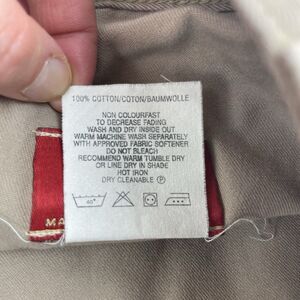 100% COTTON/COTON/BAUMWOLLE
NON COLOURFAST
TO DECREASE FADING
WASH AND DRY INSIDE OUT
WARM MACHINE WASH SEPARATELY
WITH APPROVED FABRIC SOFTENER
DO NOT BLEACH
RECOMMEND WARM TUMBLE DRY
OR LINE DRY IN SHADE
HOT IRON
DRY CLEANABLE Ⓟ
40°
MA